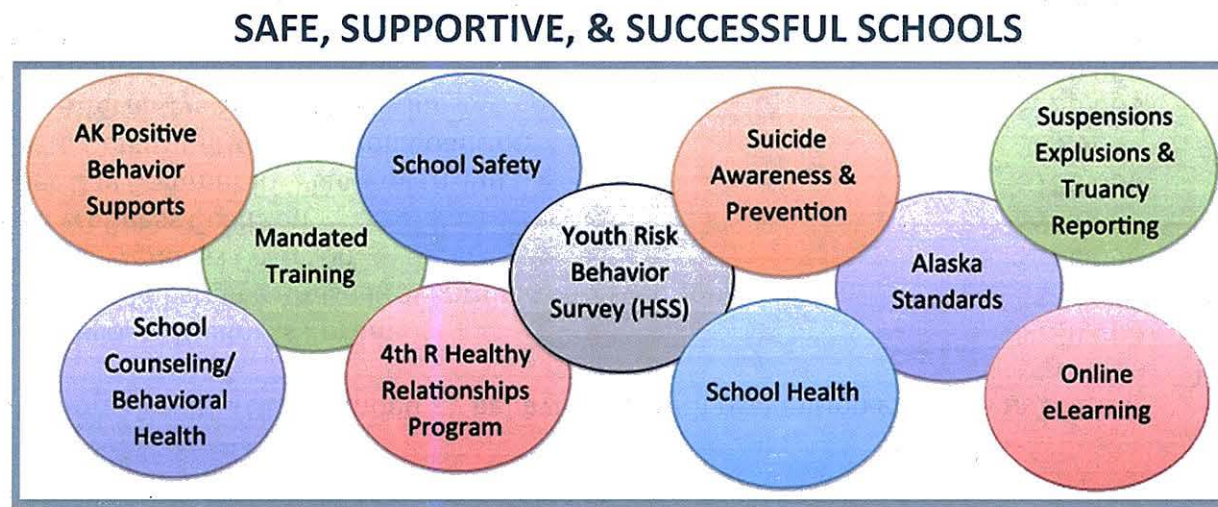 SAFE, SUPPORTIVE, & SUCCESSFUL SCHOOLS
AK Positive
Behavior
Supports
Mandated
Training
School Safety
Youth Risk
Behavior
Survey (HSS)
Suicide
Awareness &
Prevention
Alaska
Standards
Suspensions
Explusions &
Truancy
Reporting
School
Counseling/
Behavioral
Health
4th R Healthy
Relationships
Program
School Health
Online
eLearning